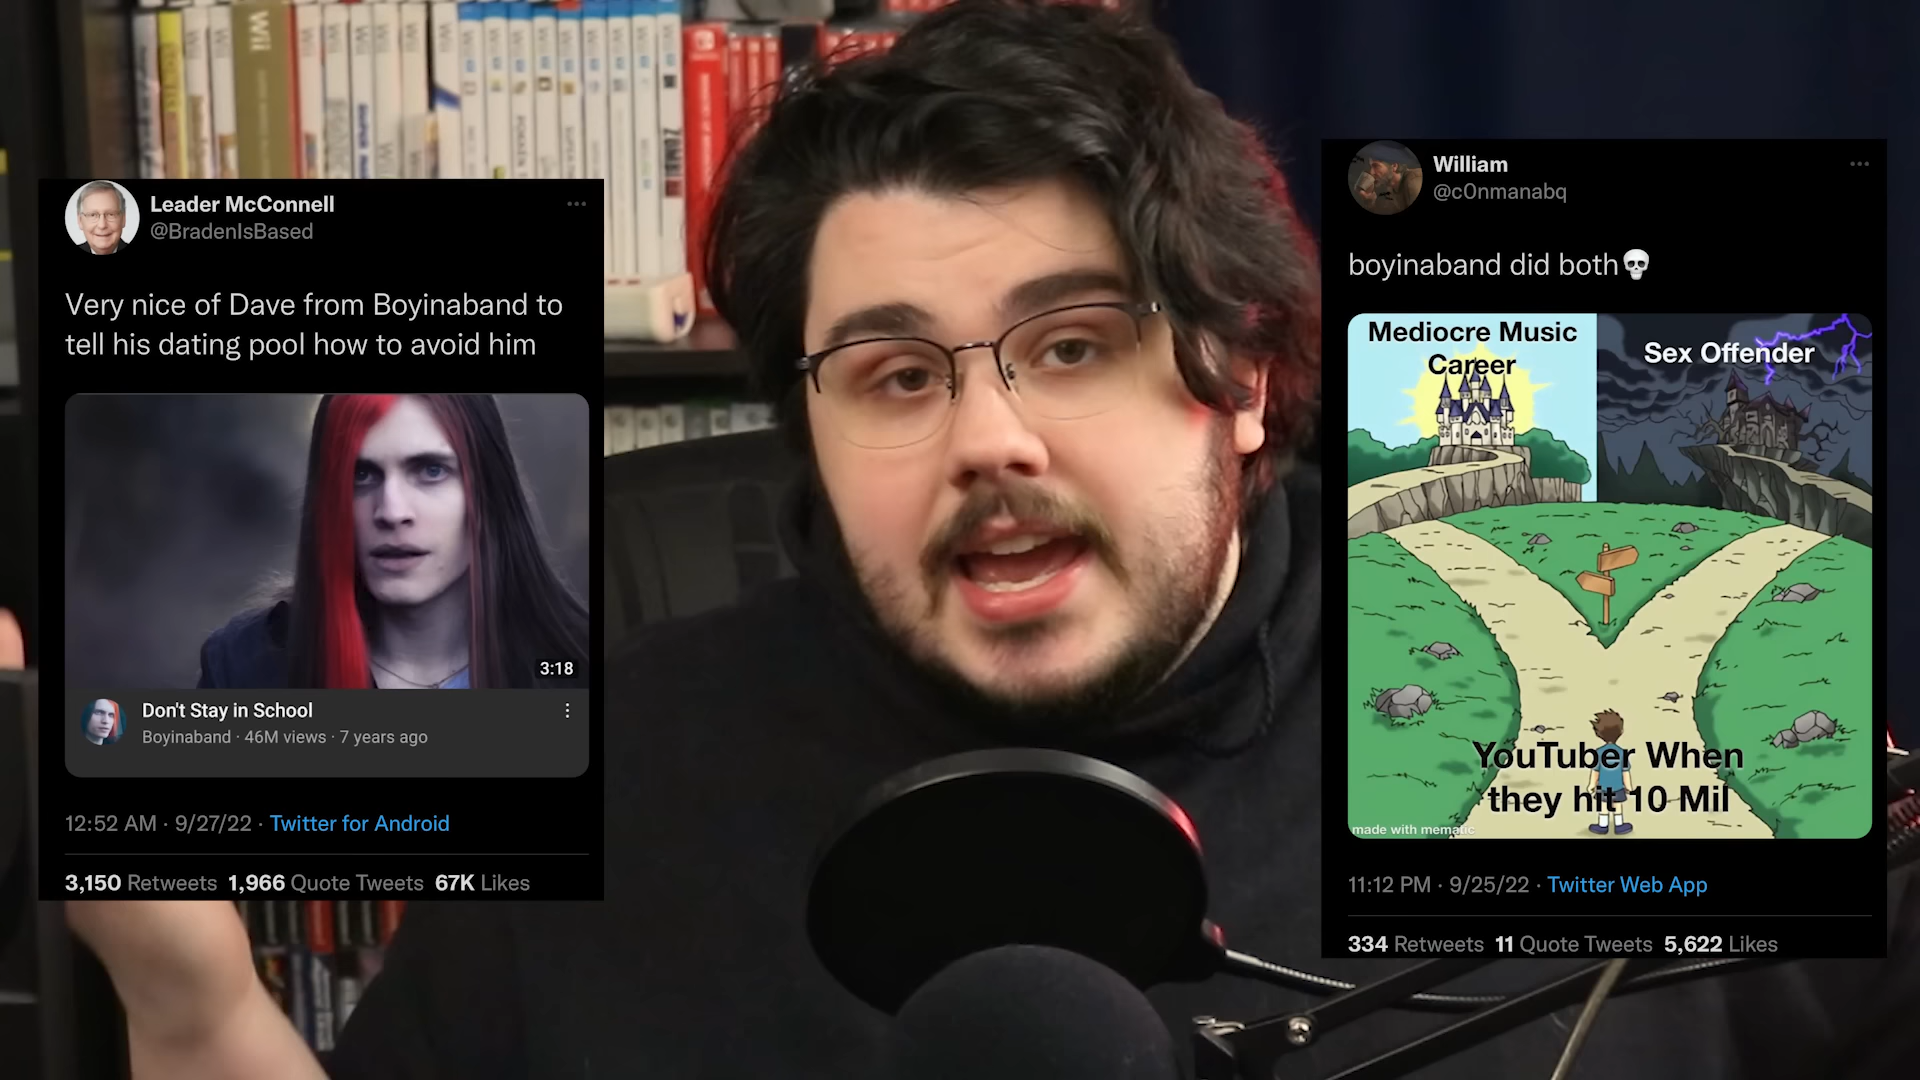 Wii
Leader McConnell
@BradenIsBased
Very nice of Dave from Boyinaband to
tell his dating pool how to avoid him
3:18
Don't Stay in School
Boyinaband · 46M views · 7 years ago
12:52 AM · 9/27/22 · Twitter for Android
3,150 Retweets 1,966 Quote Tweets 67K Likes
William
@cOnmanabq
boyinaband did both💀
Mediocre Music
Career
Sex Offender
YouTuber When
they hit 10 Mil
made with mematic
11:12 PM · 9/25/22 · Twitter Web App
334 Retweets 11 Quote Tweets 5,622 Likes